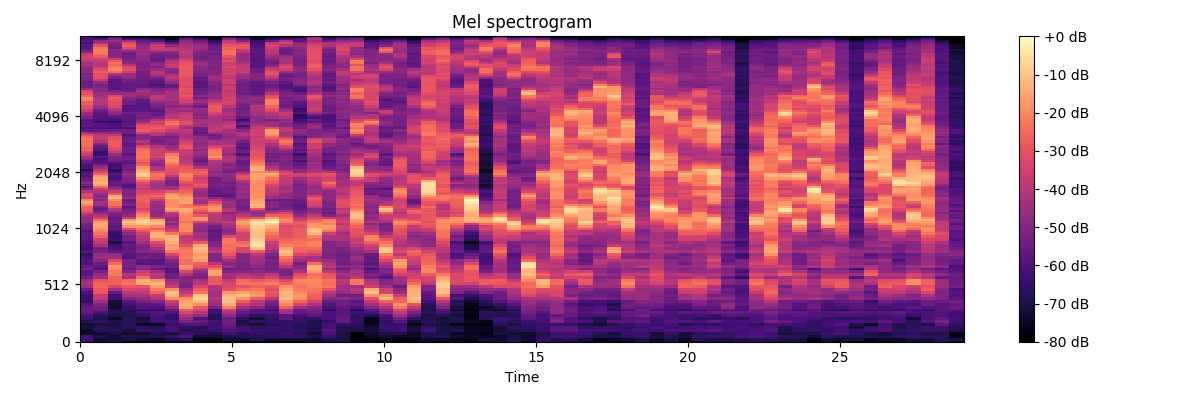 Mel spectrogram
8192
4096
2048
1024
512
0
Hz
0 5 10 15 20 25
Time
+0 dB
-10 dB
-20 dB
-30 dB
-40 dB
-50 dB
-60 dB
-70 dB
-80 dB